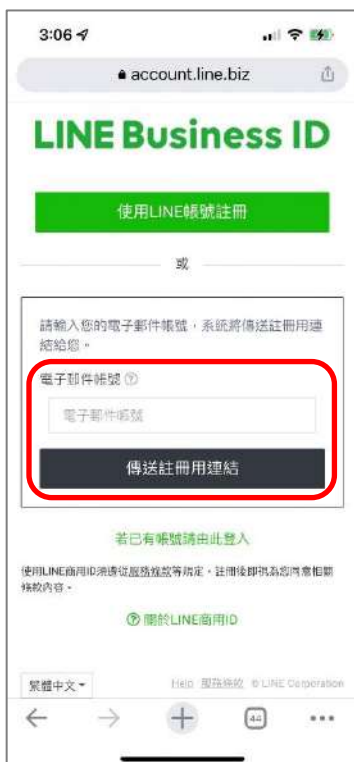 3:06
account.line.biz
LINE Business ID
使用LINE帳號註冊
或
請輸入您的電子郵件帳號，系統將傳送註冊用連
結給您。
電子郵件帳號 ?
電子郵件帳號
傳送註冊用連結
若已有帳號請由此登入
使用LINE商用ID須遵從服務條款等規定。註冊後即視為您同意相關
條款內容。
? 關於LINE商用ID
繁體中文
Help 服務條款 © LINE Corporation
44